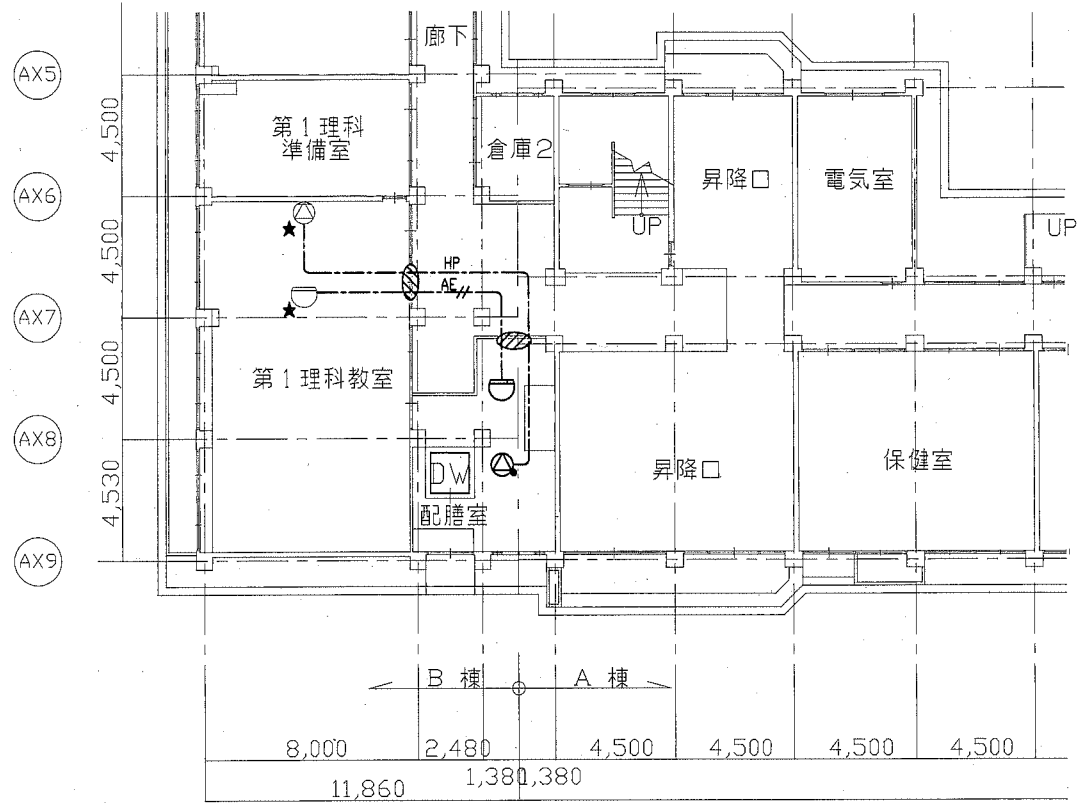 廊下
AX5
第1理科
準備室
倉庫2
昇降口
電気室
4,500
AX6
UP
UP
4,500
HP
AE
AX7
第1理科教室
4,500
AX8
DW
昇降口
保健室
4,530
配膳室
AX9
B 棟
A 棟
8,000
2,480
4,500
4,500
4,500
4,500
1,380
1,380
11,860